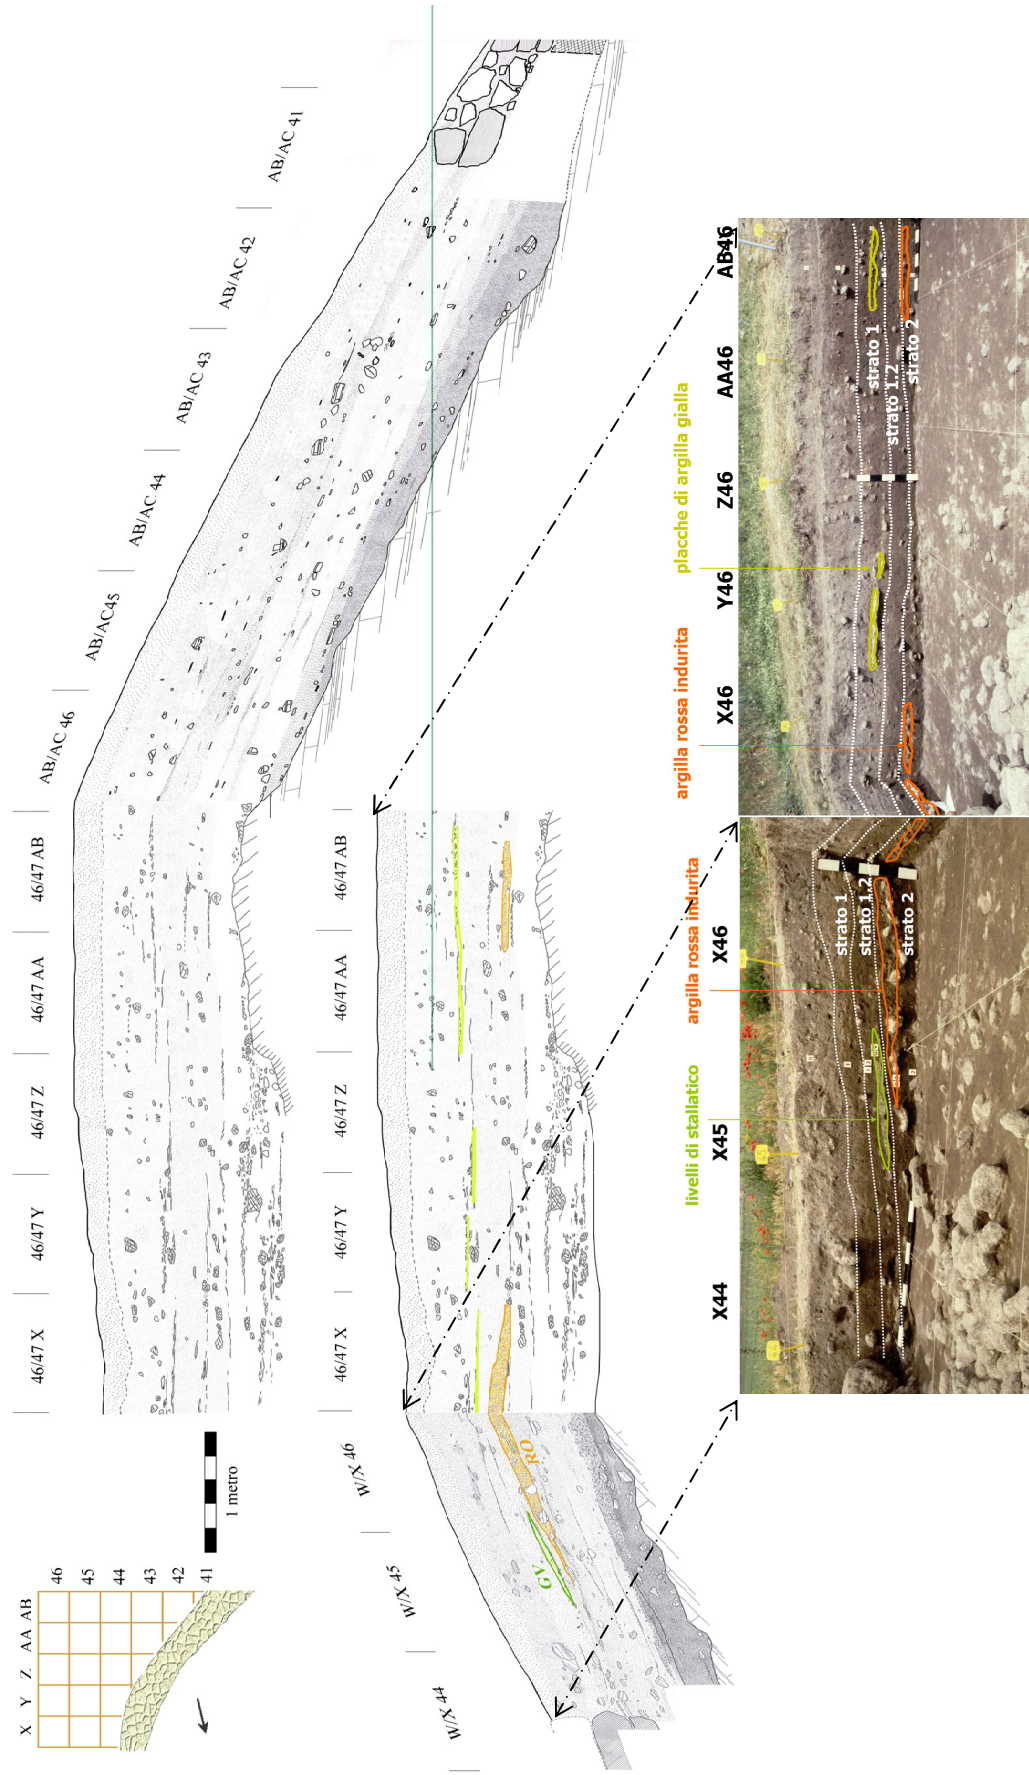 AB/AC 41
AB/AC 42
AB/AC 43
AB/AC 44
AB/AC45
AB/AC 46
46/47 AB
46/47 AA
46/47 Z
46/47 Y
46/47 X
1 metro
46
45
44
43
42
41
X Y Z AA AB
46/47 AB
46/47 AA
46/47 Z
46/47 Y
46/47 X
W/X 46
W/X 45
W/X 44
RO
GV
placche di argilla gialla
argilla rossa indurita
X46
Y46
Z46
AA46
AB46
strato 1
strato 1.2
strato 2
livelli di stallatico
argilla rossa indurita
X44
X45
X46
strato 1
strato 1.2
strato 2